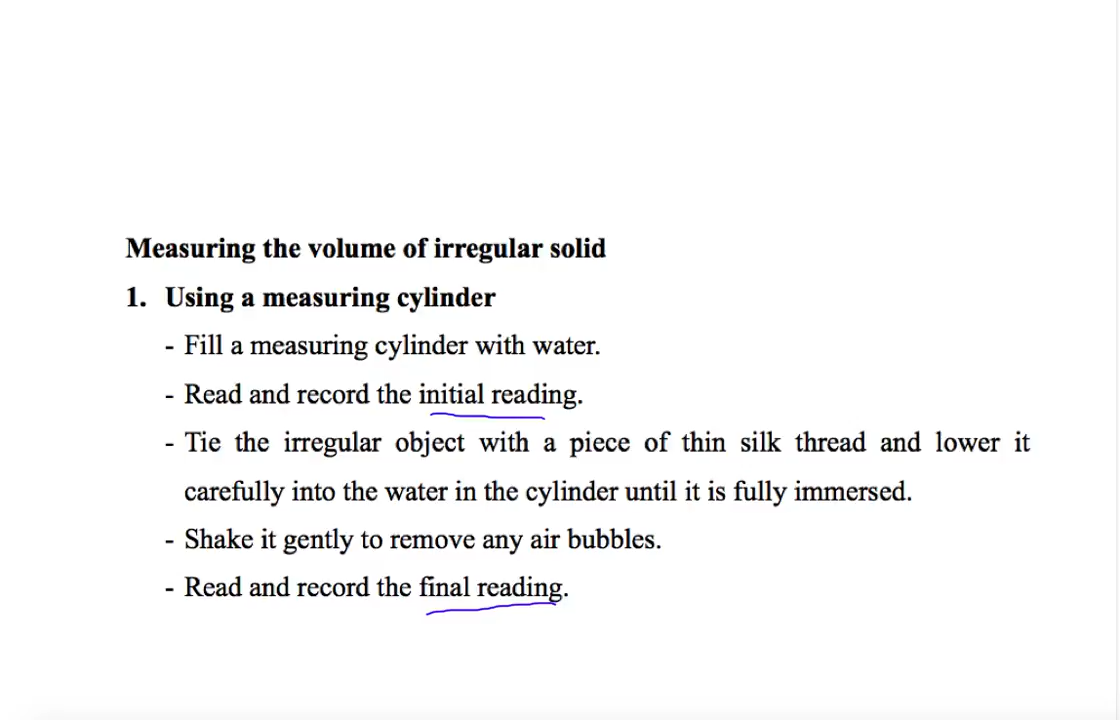 Measuring the volume of irregular solid
1. Using a measuring cylinder
- Fill a measuring cylinder with water.
- Read and record the initial reading.
- Tie the irregular object with a piece of thin silk thread and lower it
carefully into the water in the cylinder until it is fully immersed.
- Shake it gently to remove any air bubbles.
- Read and record the final reading.